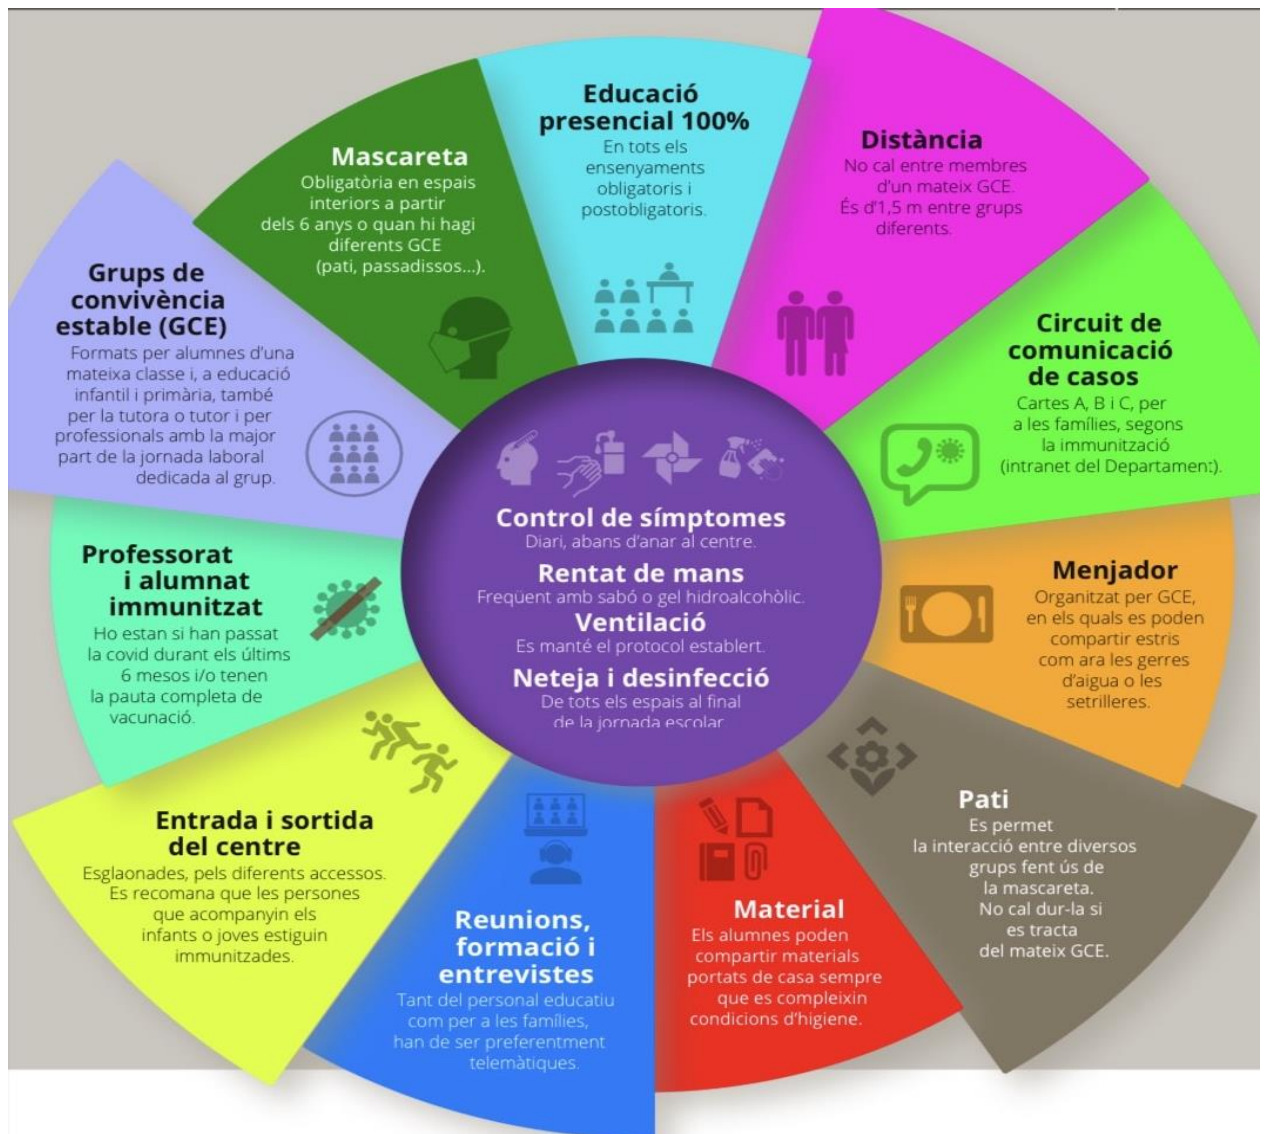 Educació
presencial 100%
En tots els
ensenyaments
obligatoris i
postobligatoris.
Distància
No cal entre membres
d'un mateix GCE.
És d'1,5 m entre grups
diferents.
Circuit de
comunicació
de casos
Cartes A, B i C, per
a les famílies, segons
la immunització
(intranet del Departament).
Menjador
Organitzat per GCE,
en els quals es poden
compartir estris
com ara les gerres
d'aigua o les
setrilleres.
Pati
Es permet
la interacció entre diversos
grups fent ús de
la mascareta.
No cal dur-la si
es tracta
del mateix GCE.
Material
Els alumnes poden
compartir materials
portats de casa sempre
que es compleixin
condicions d'higiene.
Reunions,
formació i
entrevistes
Tant del personal educatiu
com per a les famílies,
han de ser preferentment
telemàtiques.
Entrada i sortida
del centre
Esglaonades, pels diferents accessos.
Es recomana que les persones
que acompanyin els
infants o joves estiguin
immunitzades.
Professorat
i alumnat
immunitzat
Ho estan si han passat
la covid durant els últims
6 mesos i/o tenen
la pauta completa de
vacunació.
Grups de
convivència
estable (GCE)
Formats per alumnes d'una
mateixa classe i, a educació
infantil i primària, també
per la tutora o tutor i per
professionals amb la major
part de la jornada laboral
dedicada al grup.
Mascareta
Obligatòria en espais
interiors a partir
dels 6 anys o quan hi hagi
diferents GCE
(pati, passadissos...).
Control de símptomes
Diari, abans d'anar al centre.
Rentat de mans
Freqüent amb sabó o gel hidroalcohòlic.
Ventilació
Es manté el protocol establert.
Neteja i desinfecció
De tots els espais al final
de la jornada escolar